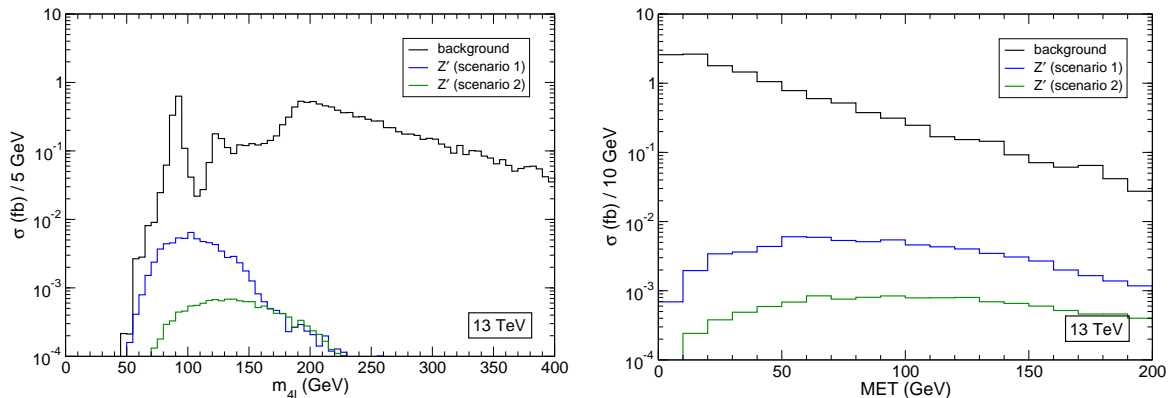 10
1
10^-1
10^-2
10^-3
10^-4
σ (fb) / 5 GeV
background
Z′ (scenario 1)
Z′ (scenario 2)
13 TeV
0 50 100 150 200 250 300 350 400
m_4l (GeV)
10
1
10^-1
10^-2
10^-3
10^-4
σ (fb) / 10 GeV
background
Z′ (scenario 1)
Z′ (scenario 2)
13 TeV
0 50 100 150 200
MET (GeV)